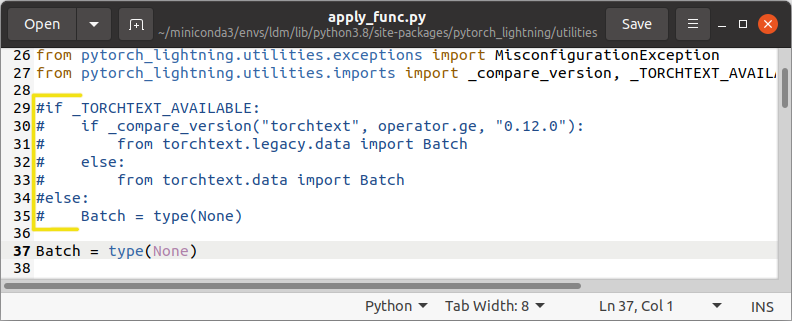 Open apply_func.py Save
~/miniconda3/envs/ldm/lib/python3.8/site-packages/pytorch_lightning/utilities
26 from pytorch_lightning.utilities.exceptions import MisconfigurationException
27 from pytorch_lightning.utilities.imports import _compare_version, _TORCHTEXT_AVAILA
28
29 #if _TORCHTEXT_AVAILABLE:
30 #    if _compare_version("torchtext", operator.ge, "0.12.0"):
31 #        from torchtext.legacy.data import Batch
32 #    else:
33 #        from torchtext.data import Batch
34 #else:
35 #    Batch = type(None)
36
37 Batch = type(None)
38
Python Tab Width: 8 Ln 37, Col 1 INS